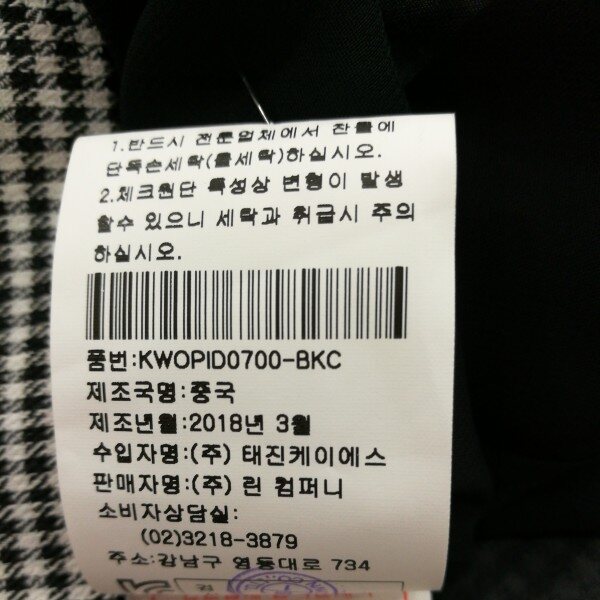 1.반드시 전문업체에서 찬물에
단독손세탁(물세탁)하십시오.
2.체크원단 특성상 변형이 발생
할수 있으니 세탁과 취급시 주의
하십시오.
품번:KWOPID0700-BKC
제조국명:중국
제조년월:2018년 3월
수입자명:(주) 태진케이에스
판매자명:(주) 린 컴퍼니
소비자상담실:
(02)3218-3879
주소:강남구 영동대로 734